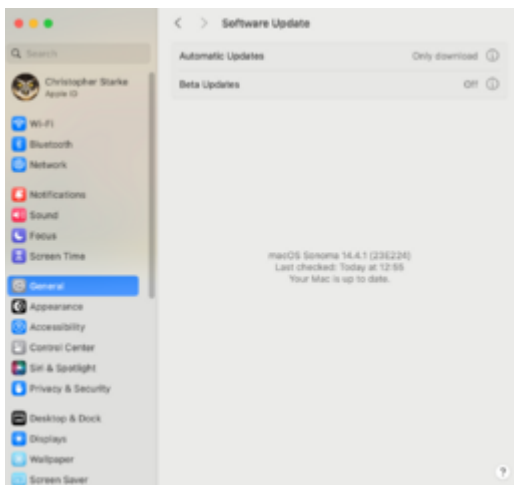 Software Update
Search
Christopher Starke
Apple ID
Wi-Fi
Bluetooth
Network
Notifications
Sound
Focus
Screen Time
General
Appearance
Accessibility
Control Center
Siri & Spotlight
Privacy & Security
Desktop & Dock
Displays
Wallpaper
Screen Saver
Automatic Updates Only download
Beta Updates Off
macOS Sonoma 14.4.1 (23E224)
Last checked: Today at 12:55
Your Mac is up to date.
?